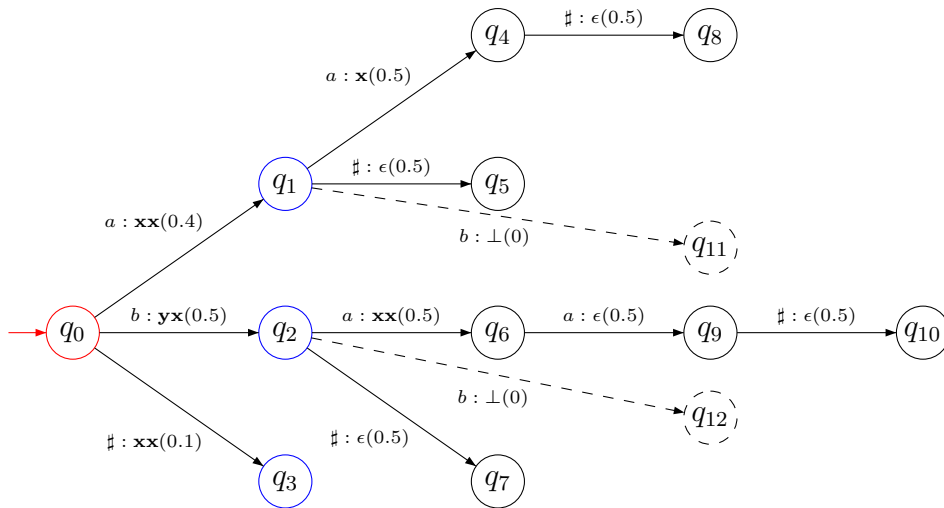 q₄
♯ : ϵ(0.5)
q₈
a : x(0.5)
q₁
♯ : ϵ(0.5)
q₅
a : xx(0.4)
b : ⊥(0)
q₁₁
q₀
b : yx(0.5)
q₂
a : xx(0.5)
q₆
a : ϵ(0.5)
q₉
♯ : ϵ(0.5)
q₁₀
b : ⊥(0)
q₁₂
♯ : xx(0.1)
♯ : ϵ(0.5)
q₃
q₇